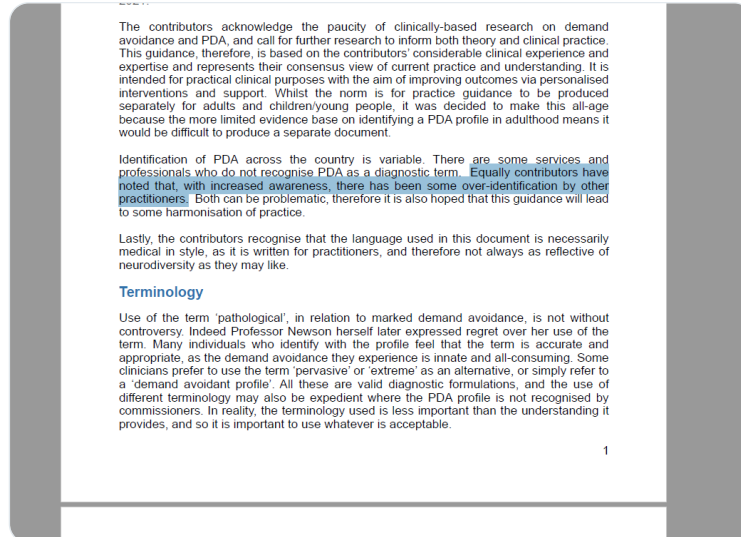 The contributors acknowledge the paucity of clinically-based research on demand
avoidance and PDA, and call for further research to inform both theory and clinical practice.
This guidance, therefore, is based on the contributors' considerable clinical experience and
expertise and represents their consensus view of current practice and understanding. It is
intended for practical clinical purposes with the aim of improving outcomes via personalised
interventions and support. Whilst the norm is for practice guidance to be produced
separately for adults and children/young people, it was decided to make this all-age
because the more limited evidence base on identifying a PDA profile in adulthood means it
would be difficult to produce a separate document.
Identification of PDA across the country is variable. There are some services and
professionals who do not recognise PDA as a diagnostic term. Equally contributors have
noted that, with increased awareness, there has been some over-identification by other
practitioners. Both can be problematic, therefore it is also hoped that this guidance will lead
to some harmonisation of practice.
Lastly, the contributors recognise that the language used in this document is necessarily
medical in style, as it is written for practitioners, and therefore not always as reflective of
neurodiversity as they may like.
Terminology
Use of the term 'pathological', in relation to marked demand avoidance, is not without
controversy. Indeed Professor Newson herself later expressed regret over her use of the
term. Many individuals who identify with the profile feel that the term is accurate and
appropriate, as the demand avoidance they experience is innate and all-consuming. Some
clinicians prefer to use the term 'pervasive' or 'extreme' as an alternative, or simply refer to
a 'demand avoidant profile'. All these are valid diagnostic formulations, and the use of
different terminology may also be expedient where the PDA profile is not recognised by
commissioners. In reality, the terminology used is less important than the understanding it
provides, and so it is important to use whatever is acceptable.
1